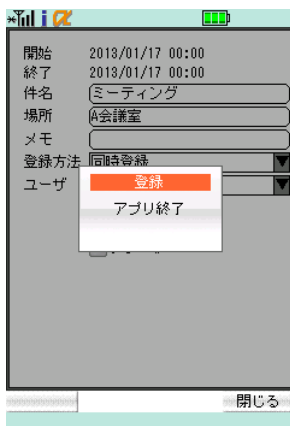 開始 2013/01/17 00:00
終了 2013/01/17 00:00
件名 ミーティング
場所 A会議室
メモ
登録方法 同時登録
ユーザ
登録
アプリ終了
閉じる